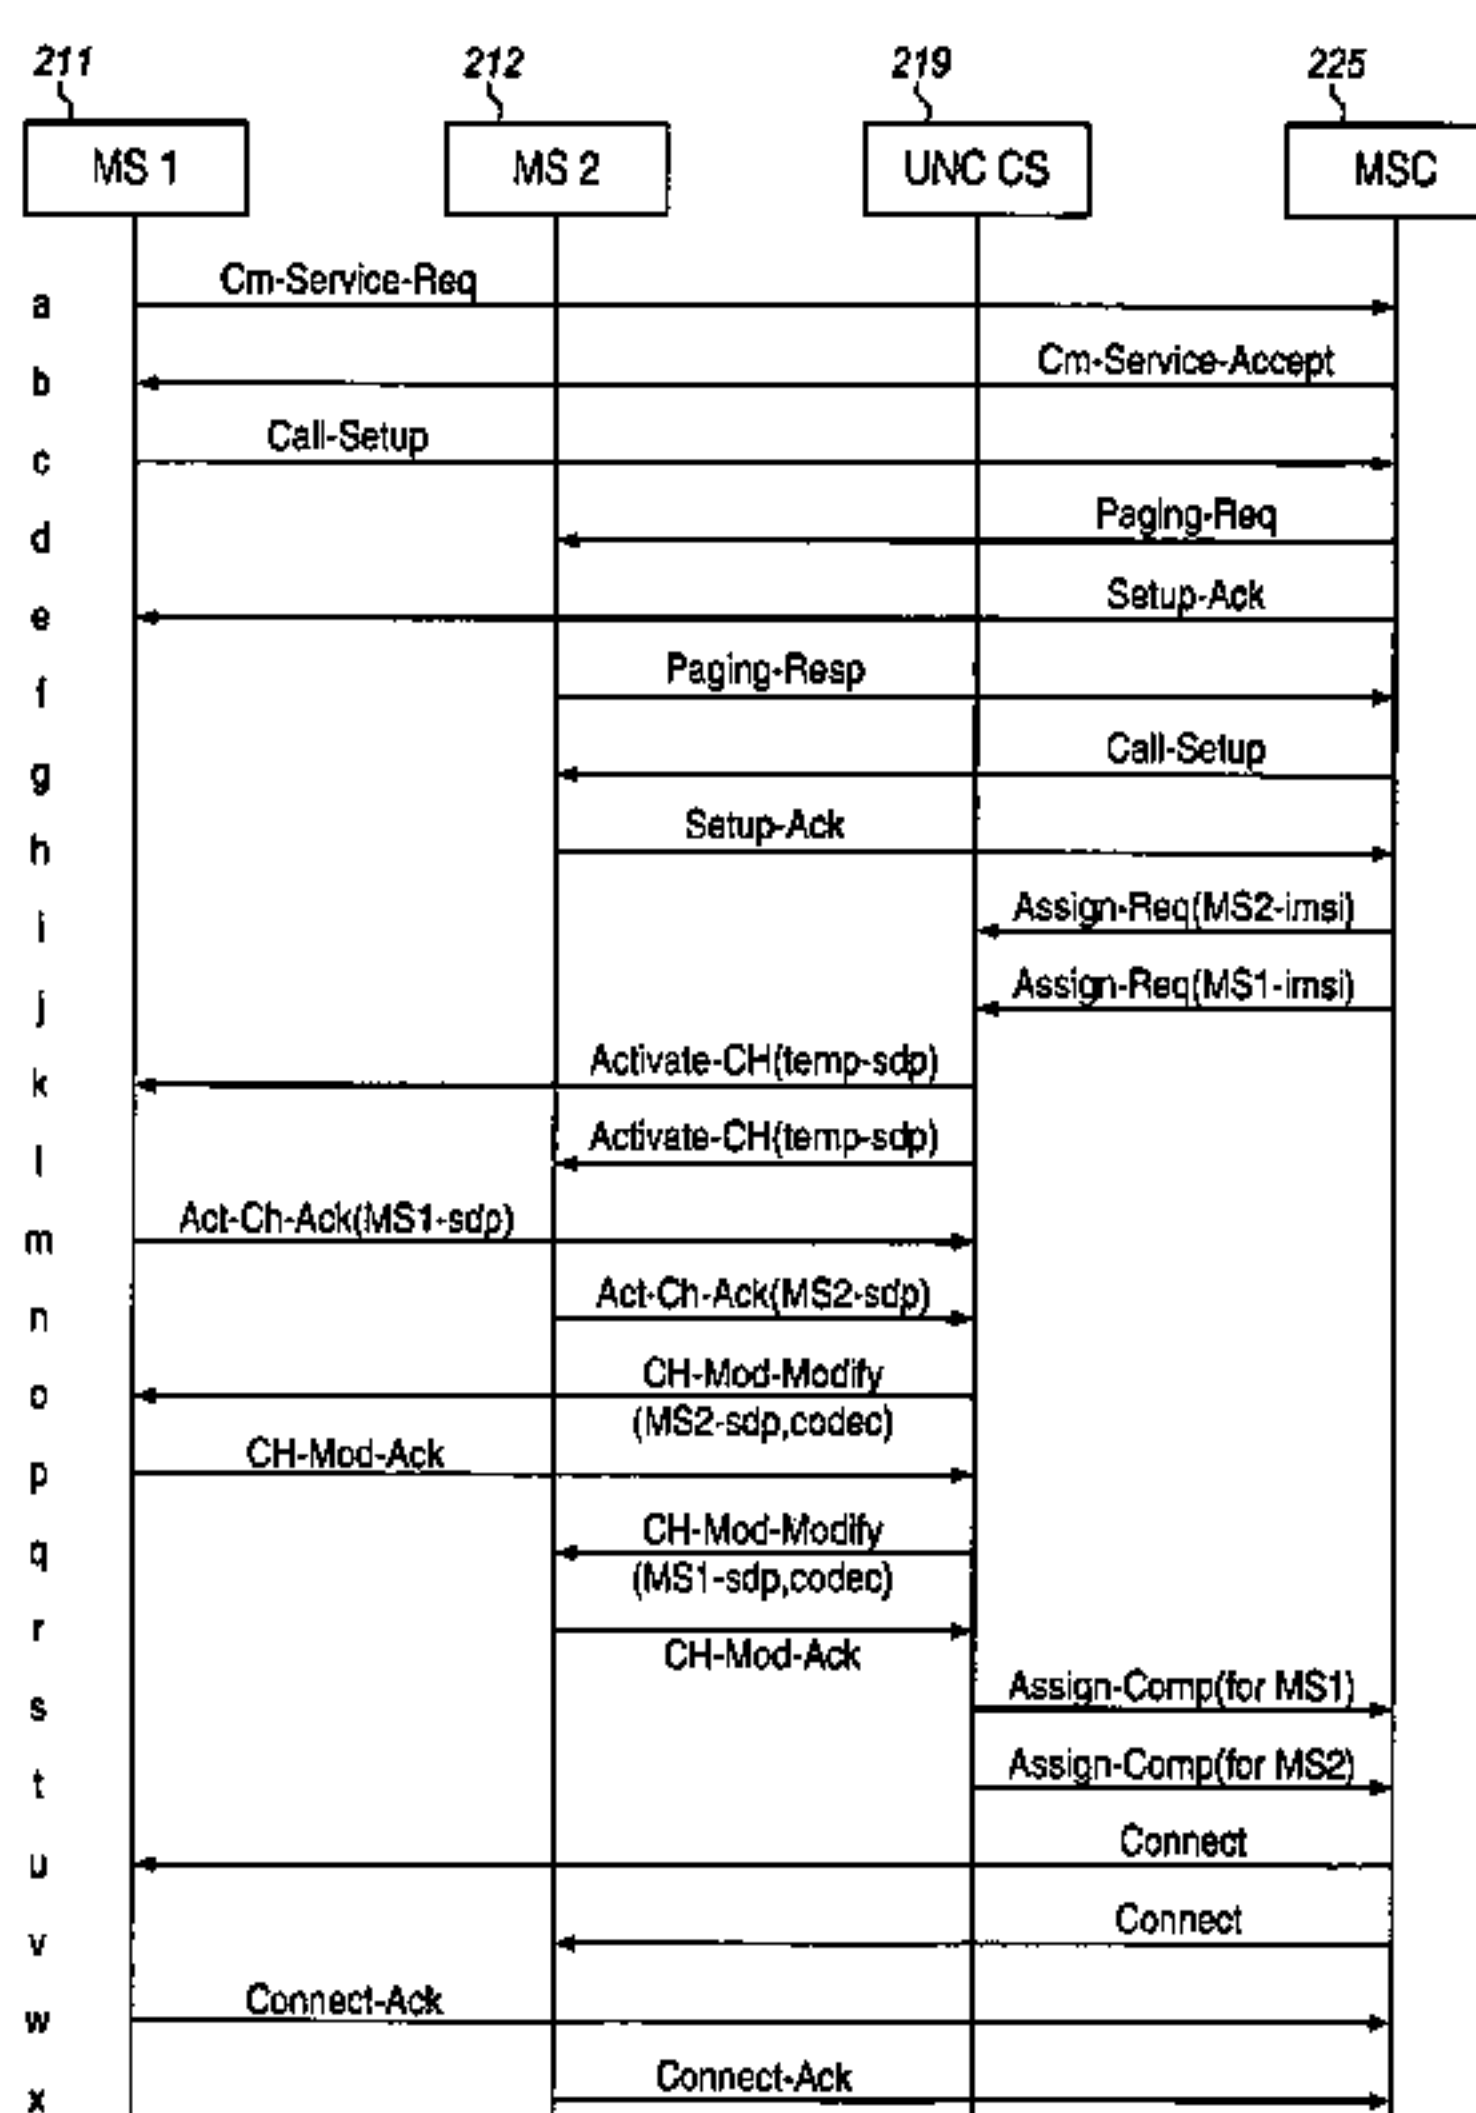 211 212 219 225
MS 1 MS 2 UNC CS MSC
Cm-Service-Req
a
Cm-Service-Accept
b
Call-Setup
c
Paging-Req
d
Setup-Ack
e
Paging-Resp
f
Call-Setup
g
Setup-Ack
h
Assign-Req(MS2-imsi)
i
Assign-Req(MS1-imsi)
j
Activate-CH(temp-sdp)
k
Activate-CH(temp-sdp)
l
Act-Ch-Ack(MS1-sdp)
m
Act-Ch-Ack(MS2-sdp)
n
CH-Mod-Modify
o
(MS2-sdp,codec)
CH-Mod-Ack
p
CH-Mod-Modify
q
(MS1-sdp,codec)
r
CH-Mod-Ack
Assign-Comp(for MS1)
s
Assign-Comp(for MS2)
t
Connect
u
Connect
v
Connect-Ack
w
Connect-Ack
x